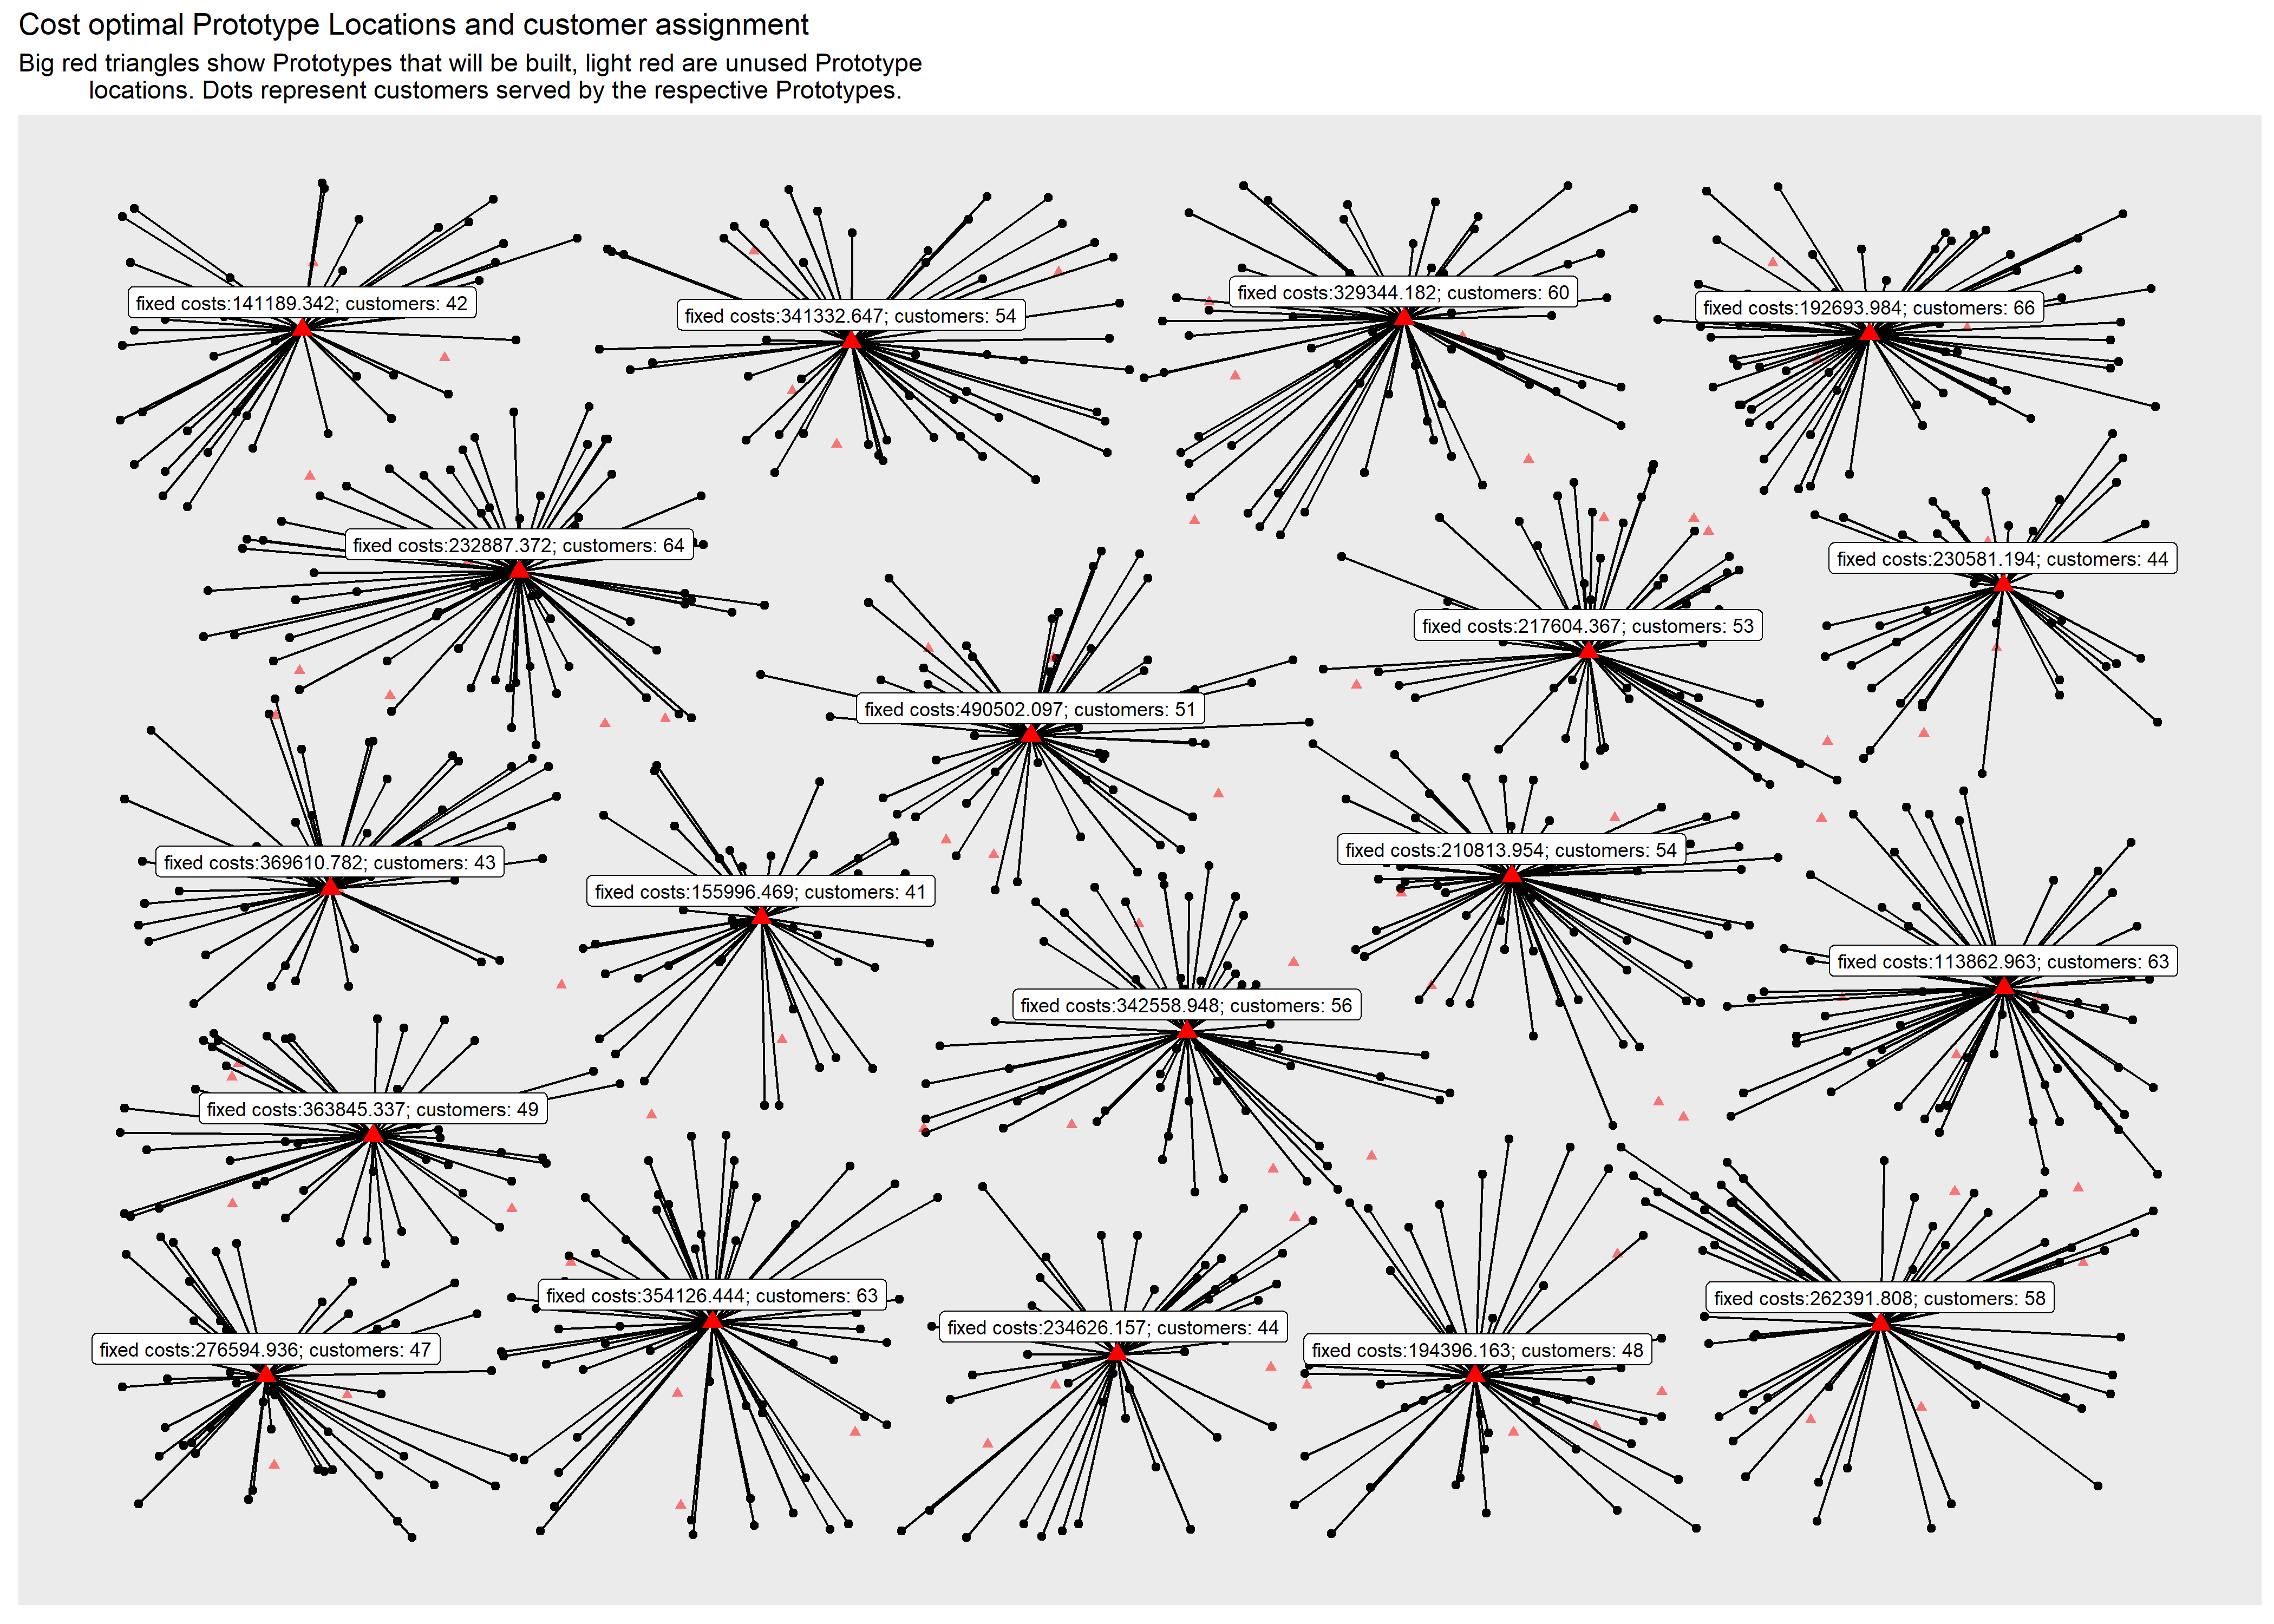 Cost optimal Prototype Locations and customer assignment
Big red triangles show Prototypes that will be built, light red are unused Prototype
locations. Dots represent customers served by the respective Prototypes.
fixed costs:141189.342; customers: 42
fixed costs:341332.647; customers: 54
fixed costs:329344.182; customers: 60
fixed costs:192693.984; customers: 66
fixed costs:232887.372; customers: 64
fixed costs:230581.194; customers: 44
fixed costs:217604.367; customers: 53
fixed costs:490502.097; customers: 51
fixed costs:369610.782; customers: 43
fixed costs:210813.954; customers: 54
fixed costs:155996.469; customers: 41
fixed costs:113862.963; customers: 63
fixed costs:342558.948; customers: 56
fixed costs:363845.337; customers: 49
fixed costs:354126.444; customers: 63
fixed costs:262391.808; customers: 58
fixed costs:234626.157; customers: 44
fixed costs:276594.936; customers: 47
fixed costs:194396.163; customers: 48